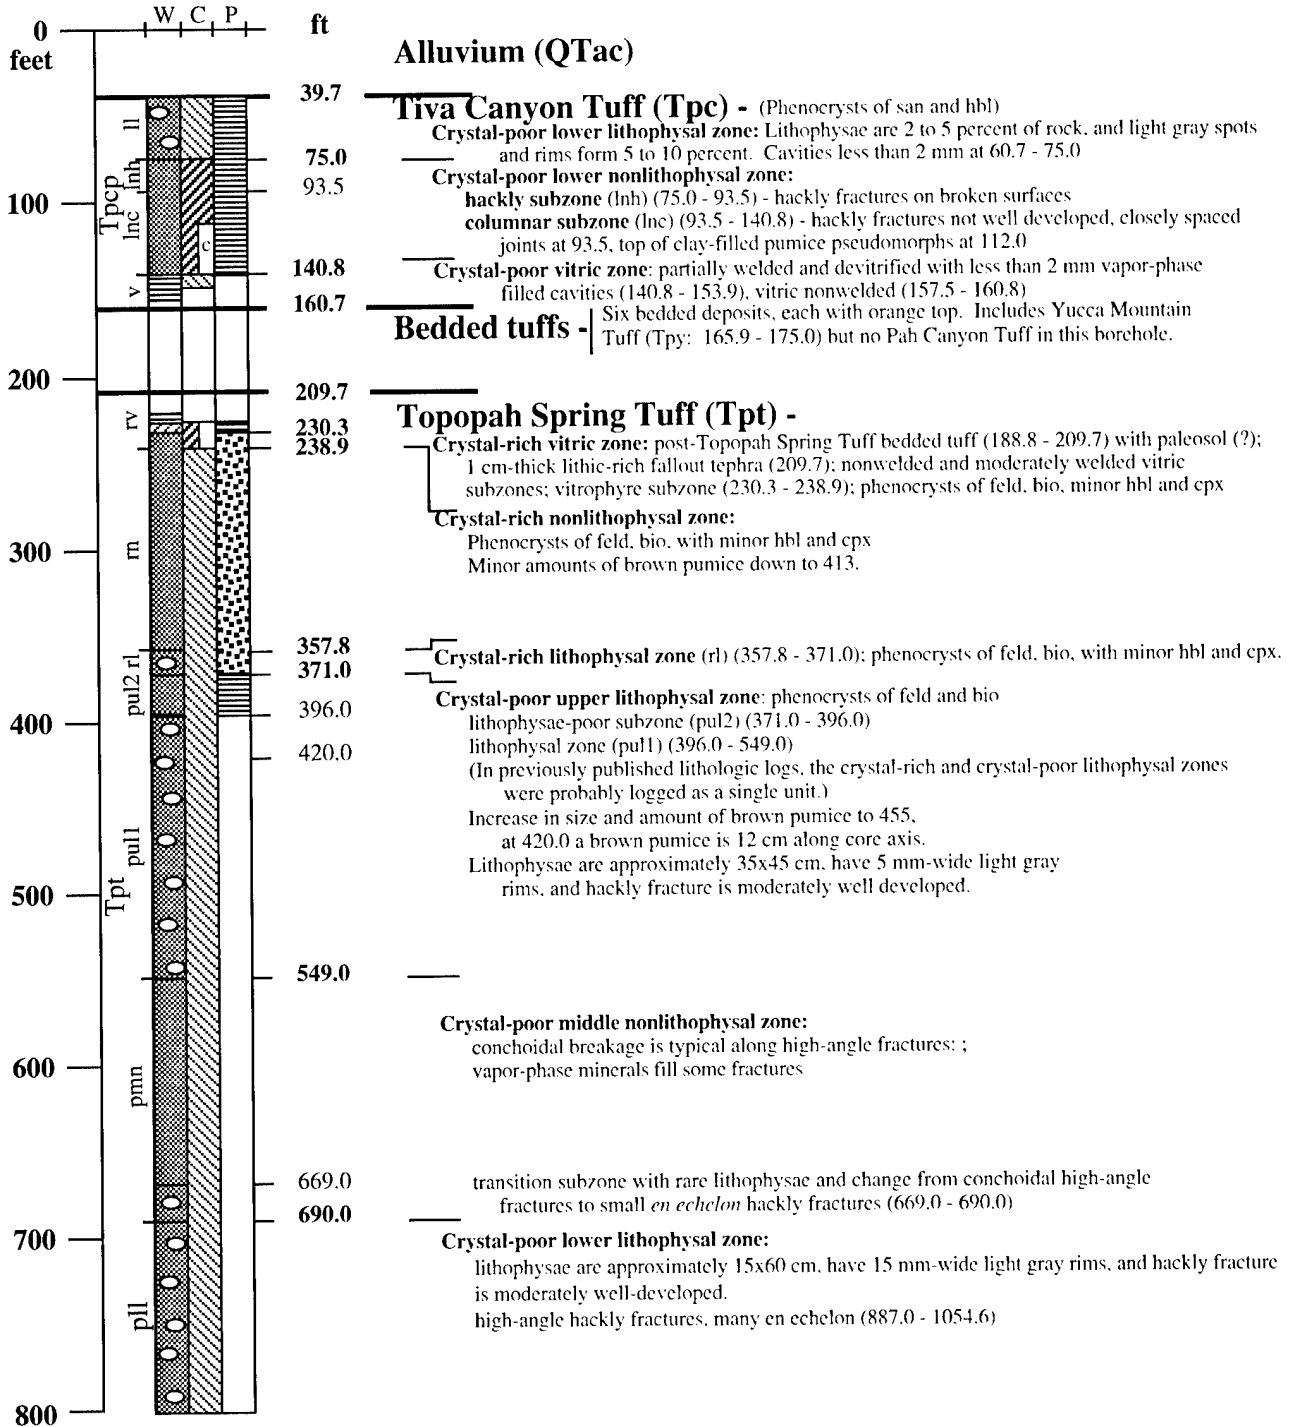 W C P
0 ft
feet
Alluvium (QTac)
39.7
Tiva Canyon Tuff (Tpc) - (Phenocrysts of san and hbl)
Crystal-poor lower lithophysal zone: Lithophysae are 2 to 5 percent of rock, and light gray spots
and rims form 5 to 10 percent. Cavities less than 2 mm at 60.7 - 75.0
ll
75.0
Crystal-poor lower nonlithophysal zone:
lnh
93.5
hackly subzone (lnh) (75.0 - 93.5) - hackly fractures on broken surfaces
100
Tpcp
lnc
columnar subzone (lnc) (93.5 - 140.8) - hackly fractures not well developed, closely spaced
joints at 93.5, top of clay-filled pumice pseudomorphs at 112.0
c
140.8
Crystal-poor vitric zone: partially welded and devitrified with less than 2 mm vapor-phase
filled cavities (140.8 - 153.9), vitric nonwelded (157.5 - 160.8)
v
160.7
Bedded tuffs -
Six bedded deposits, each with orange top. Includes Yucca Mountain
Tuff (Tpy: 165.9 - 175.0) but no Pah Canyon Tuff in this borehole.
200
209.7
Topopah Spring Tuff (Tpt) -
rv
230.3
238.9
Crystal-rich vitric zone: post-Topopah Spring Tuff bedded tuff (188.8 - 209.7) with paleosol (?);
1 cm-thick lithic-rich fallout tephra (209.7); nonwelded and moderately welded vitric
subzones; vitrophyre subzone (230.3 - 238.9); phenocrysts of feld, bio, minor hbl and cpx
Crystal-rich nonlithophysal zone:
Phenocrysts of feld, bio, with minor hbl and cpx
Minor amounts of brown pumice down to 413.
rn
300
357.8
Crystal-rich lithophysal zone (rl) (357.8 - 371.0); phenocrysts of feld, bio, with minor hbl and cpx.
rl
371.0
Crystal-poor upper lithophysal zone: phenocrysts of feld and bio
pul2
396.0
lithophysae-poor subzone (pul2) (371.0 - 396.0)
400
lithophysal zone (pul1) (396.0 - 549.0)
420.0
(In previously published lithologic logs, the crystal-rich and crystal-poor lithophysal zones
were probably logged as a single unit.)
Increase in size and amount of brown pumice to 455,
at 420.0 a brown pumice is 12 cm along core axis.
Lithophysae are approximately 35x45 cm, have 5 mm-wide light gray
rims, and hackly fracture is moderately well developed.
pul1
500
Tpt
549.0
Crystal-poor middle nonlithophysal zone:
conchoidal breakage is typical along high-angle fractures: ;
vapor-phase minerals fill some fractures
600
pmn
669.0
transition subzone with rare lithophysae and change from conchoidal high-angle
fractures to small en echelon hackly fractures (669.0 - 690.0)
690.0
700
Crystal-poor lower lithophysal zone:
lithophysae are approximately 15x60 cm, have 15 mm-wide light gray rims, and hackly fracture
is moderately well-developed.
high-angle hackly fractures, many en echelon (887.0 - 1054.6)
pll
800